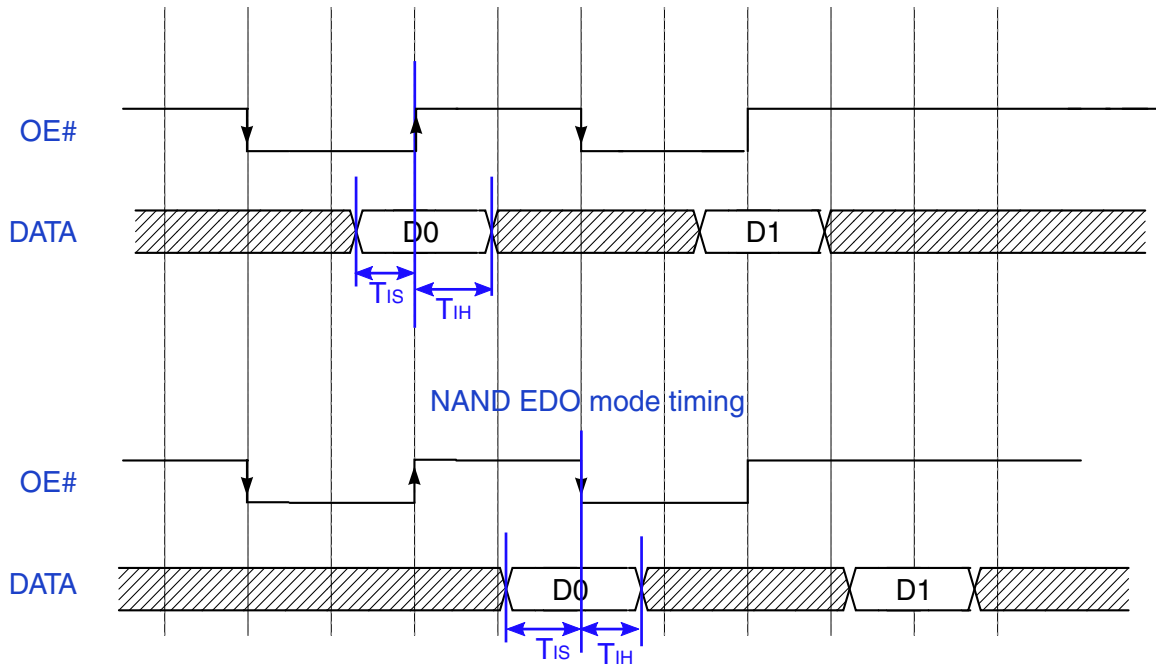 OE#
DATA D0 D1
TIS TIH
NAND EDO mode timing
OE#
DATA D0 D1
TIS TIH